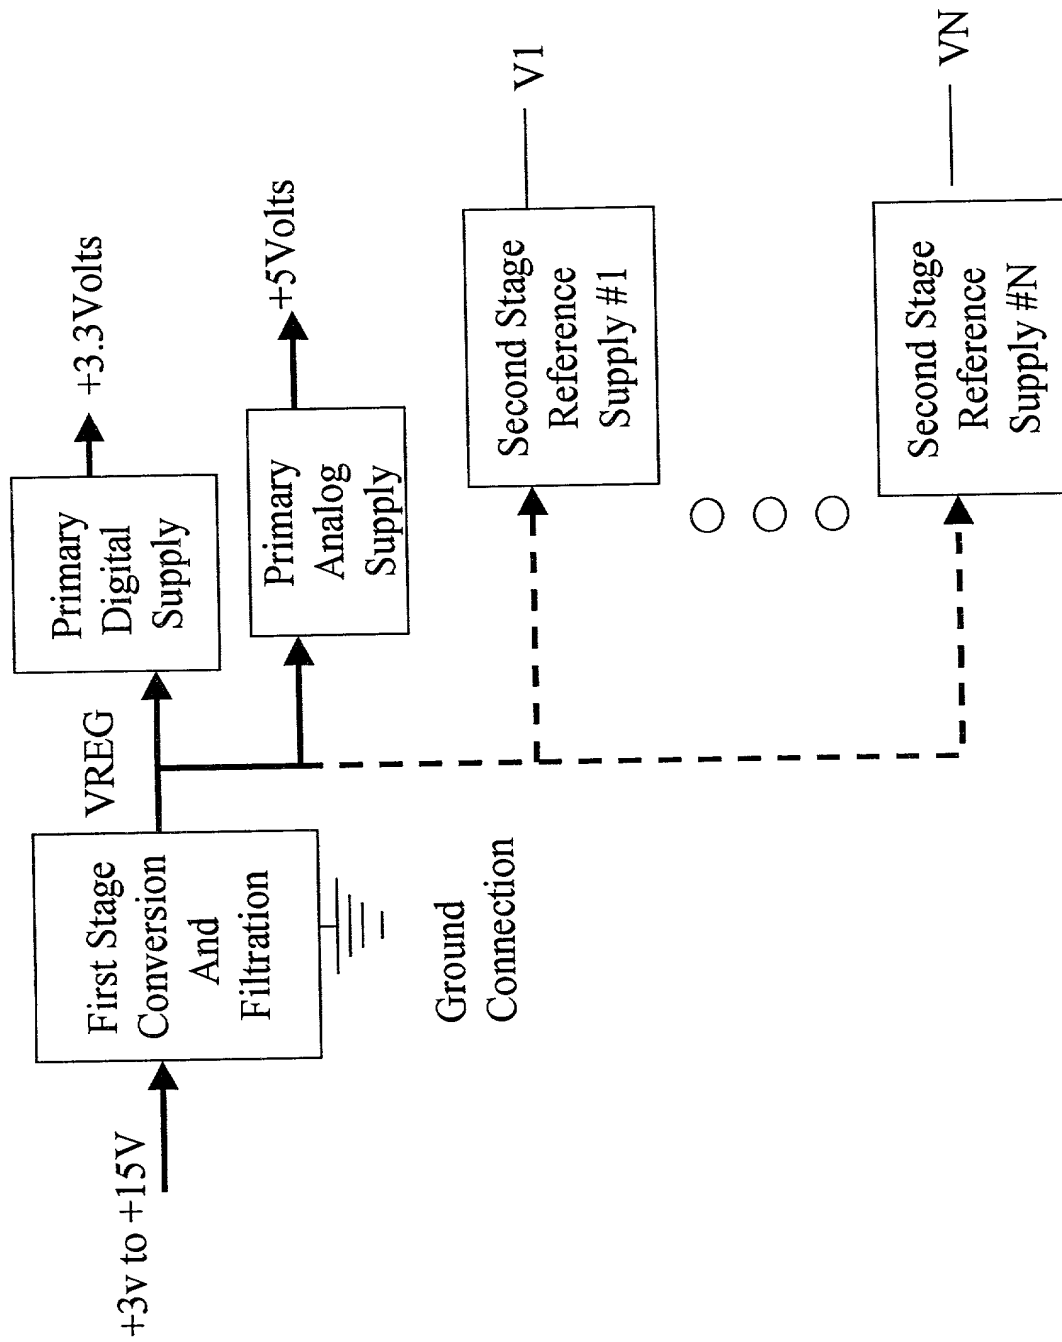 +3v to +15V
First Stage
Conversion
And
Filtration
Ground
Connection
VREG
Primary
Digital
Supply
+3.3Volts
Primary
Analog
Supply
+5Volts
Second Stage
Reference
Supply #1
V1
Second Stage
Reference
Supply #N
VN